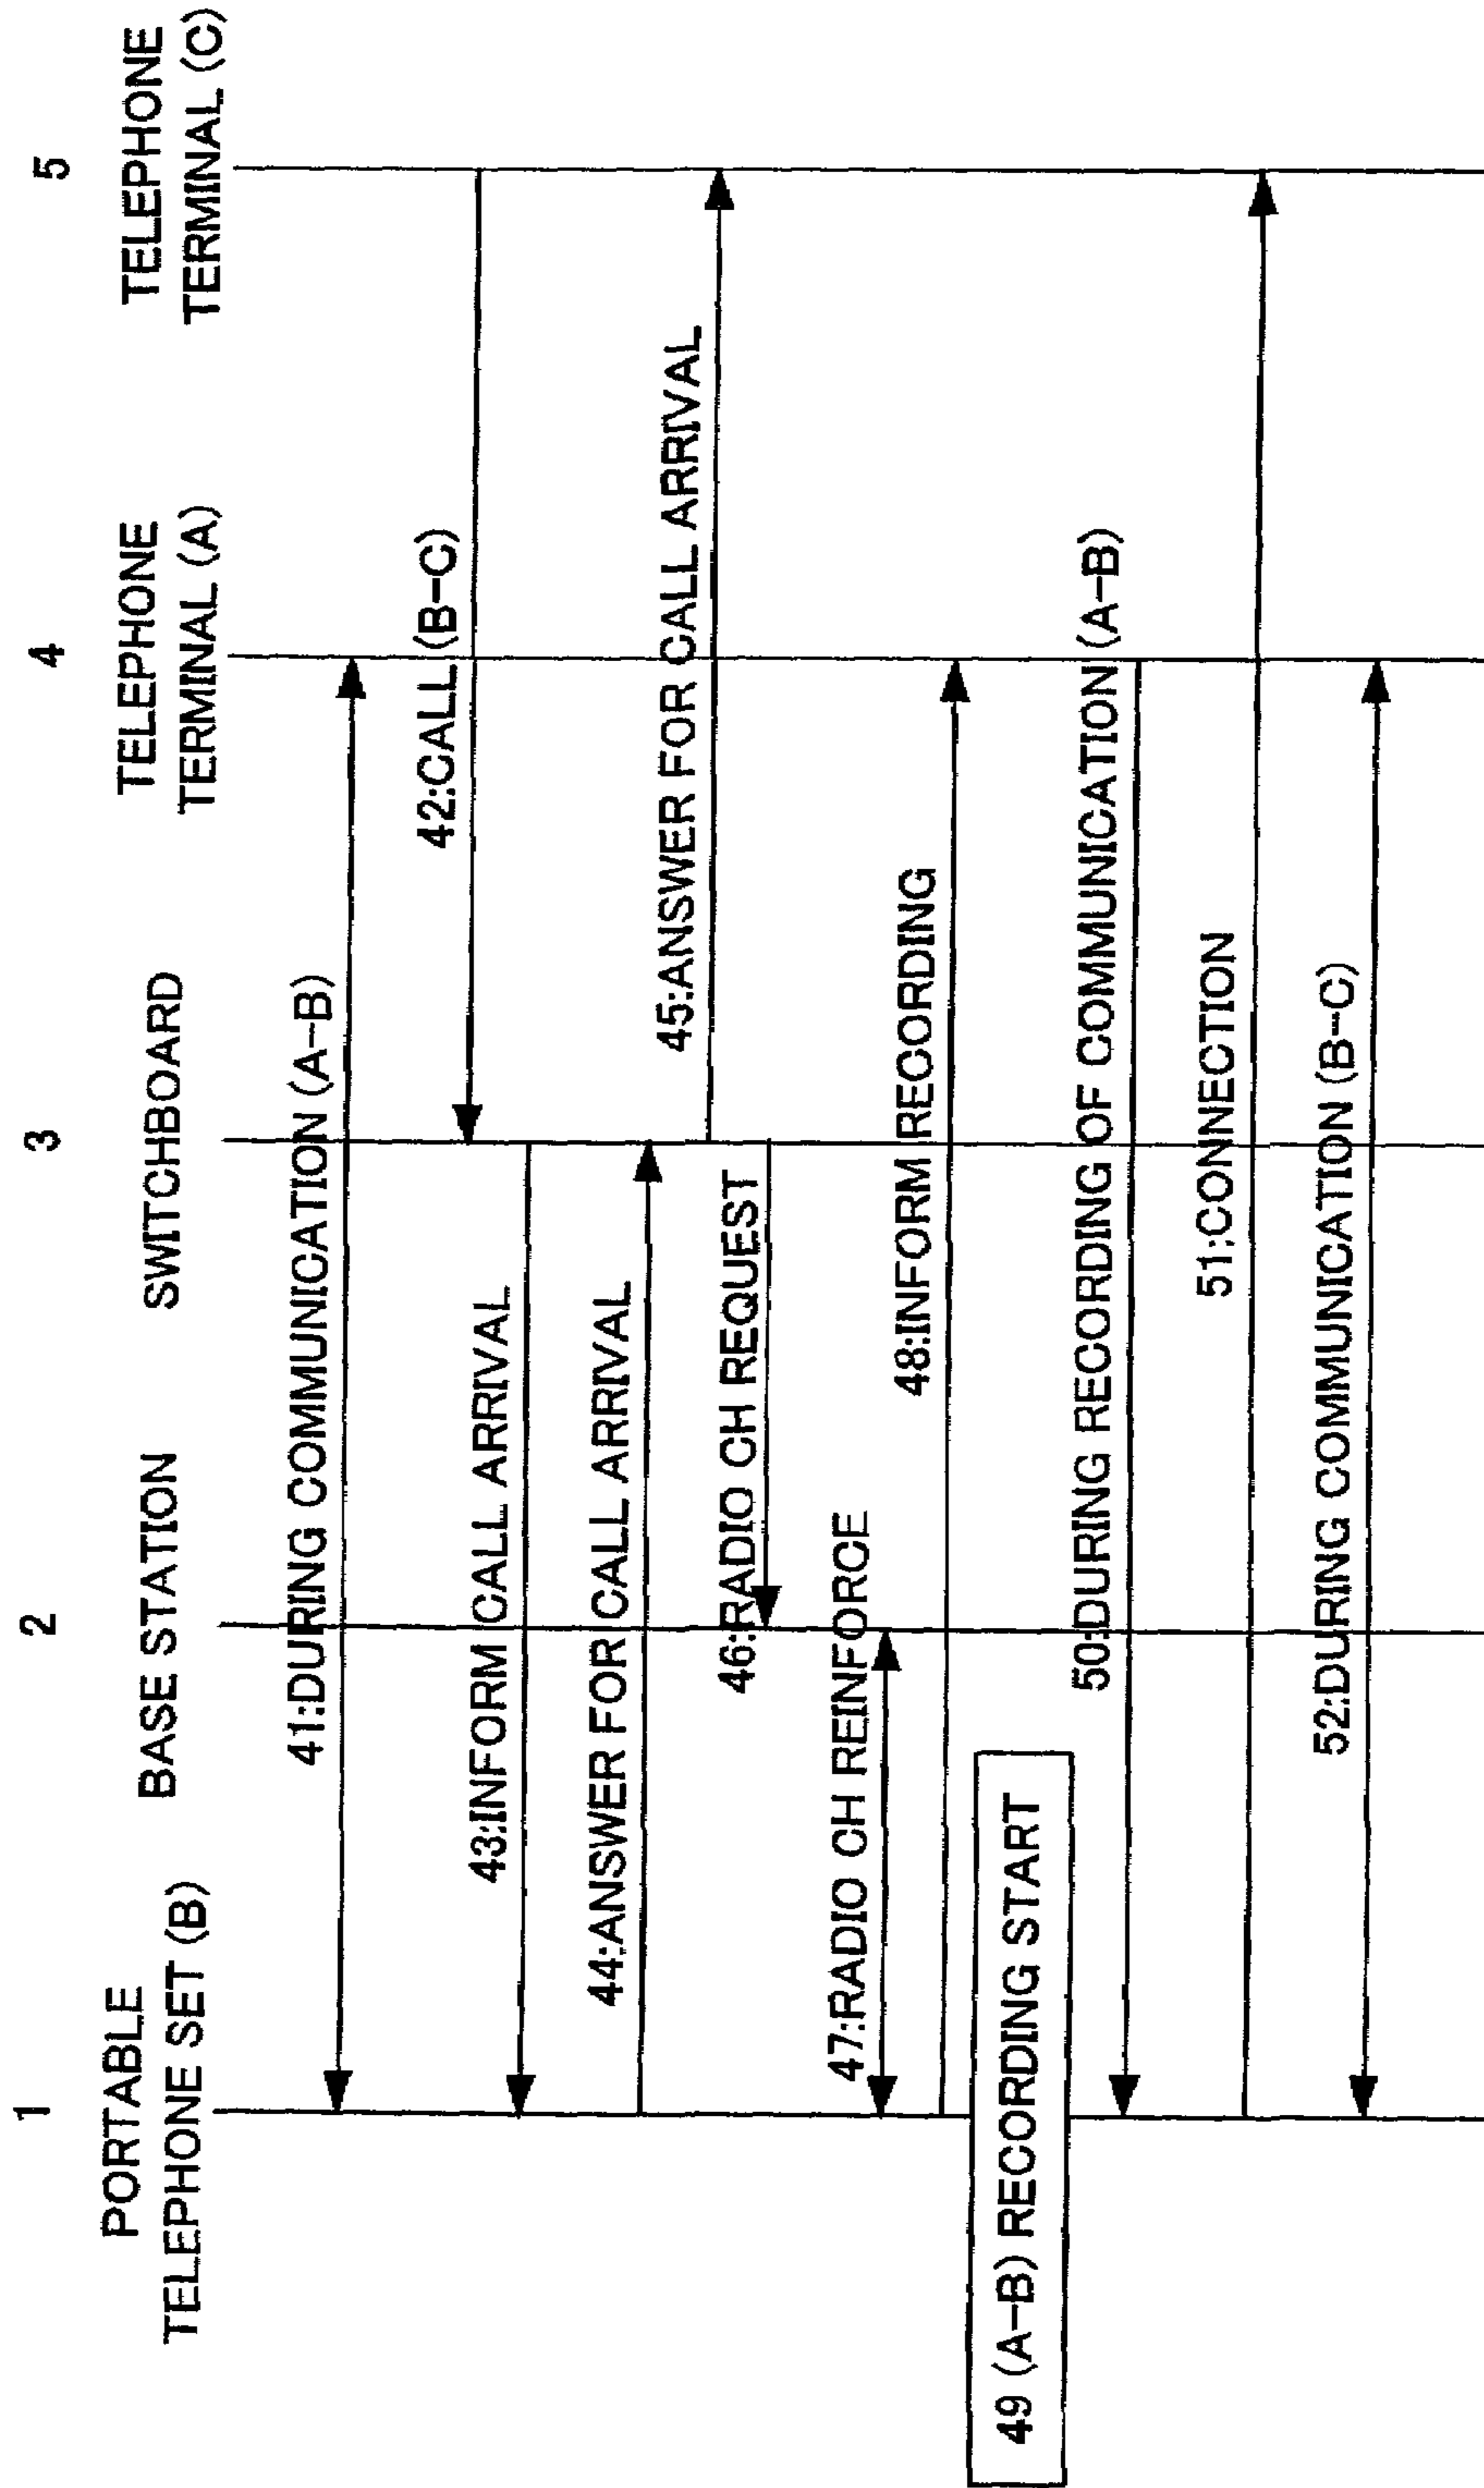 1
PORTABLE
TELEPHONE SET (B)
2
BASE STATION
3
SWITCHBOARD
4
TELEPHONE
TERMINAL (A)
5
TELEPHONE
TERMINAL (C)
41:DURING COMMUNICATION (A-B)
42:CALL (B-C)
43:INFORM CALL ARRIVAL
44:ANSWER FOR CALL ARRIVAL
45:ANSWER FOR CALL ARRIVAL
46:RADIO CH REQUEST
47:RADIO CH REINFORCE
48:INFORM RECORDING
49 (A-B) RECORDING START
50:DURING RECORDING OF COMMUNICATION (A-B)
51:CONNECTION
52:DURING COMMUNICATION (B-C)